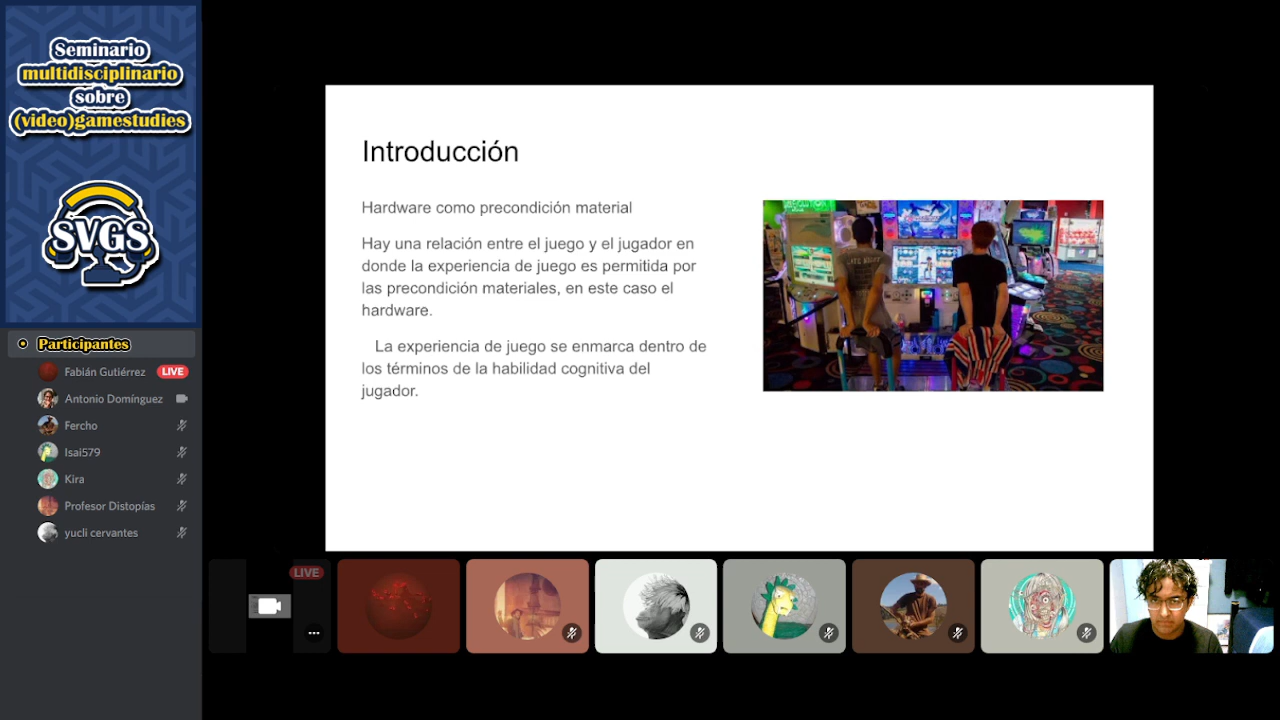 Seminario
multidisciplinario
sobre
(video)gamestudies
SVGS
Participantes
Fabián Gutiérrez LIVE
Antonio Domínguez
Fercho
Isai579
Kira
Profesor Distopías
yucli cervantes
Introducción
Hardware como precondición material
Hay una relación entre el juego y el jugador en
donde la experiencia de juego es permitida por
las precondición materiales, en este caso el
hardware.
La experiencia de juego se enmarca dentro de
los términos de la habilidad cognitiva del
jugador.
LATE NIGHT
LIVE